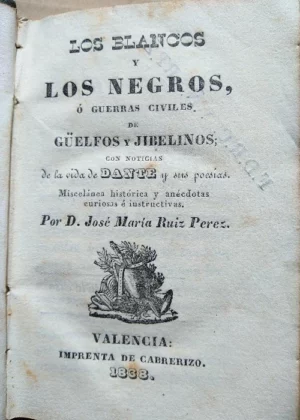 LOS BLANCOS
Y
LOS NEGROS,
Ó GUERRAS CIVILES
DE
GÜELFOS Y JIBELINOS;
CON NOTICIAS
de la vida de DANTE y sus poesías.
Miscelánea histórica y anécdotas
curiosas é instructivas.
Por D. José María Ruiz Perez.
VALENCIA:
IMPRENTA DE CABRERIZO.
1838.